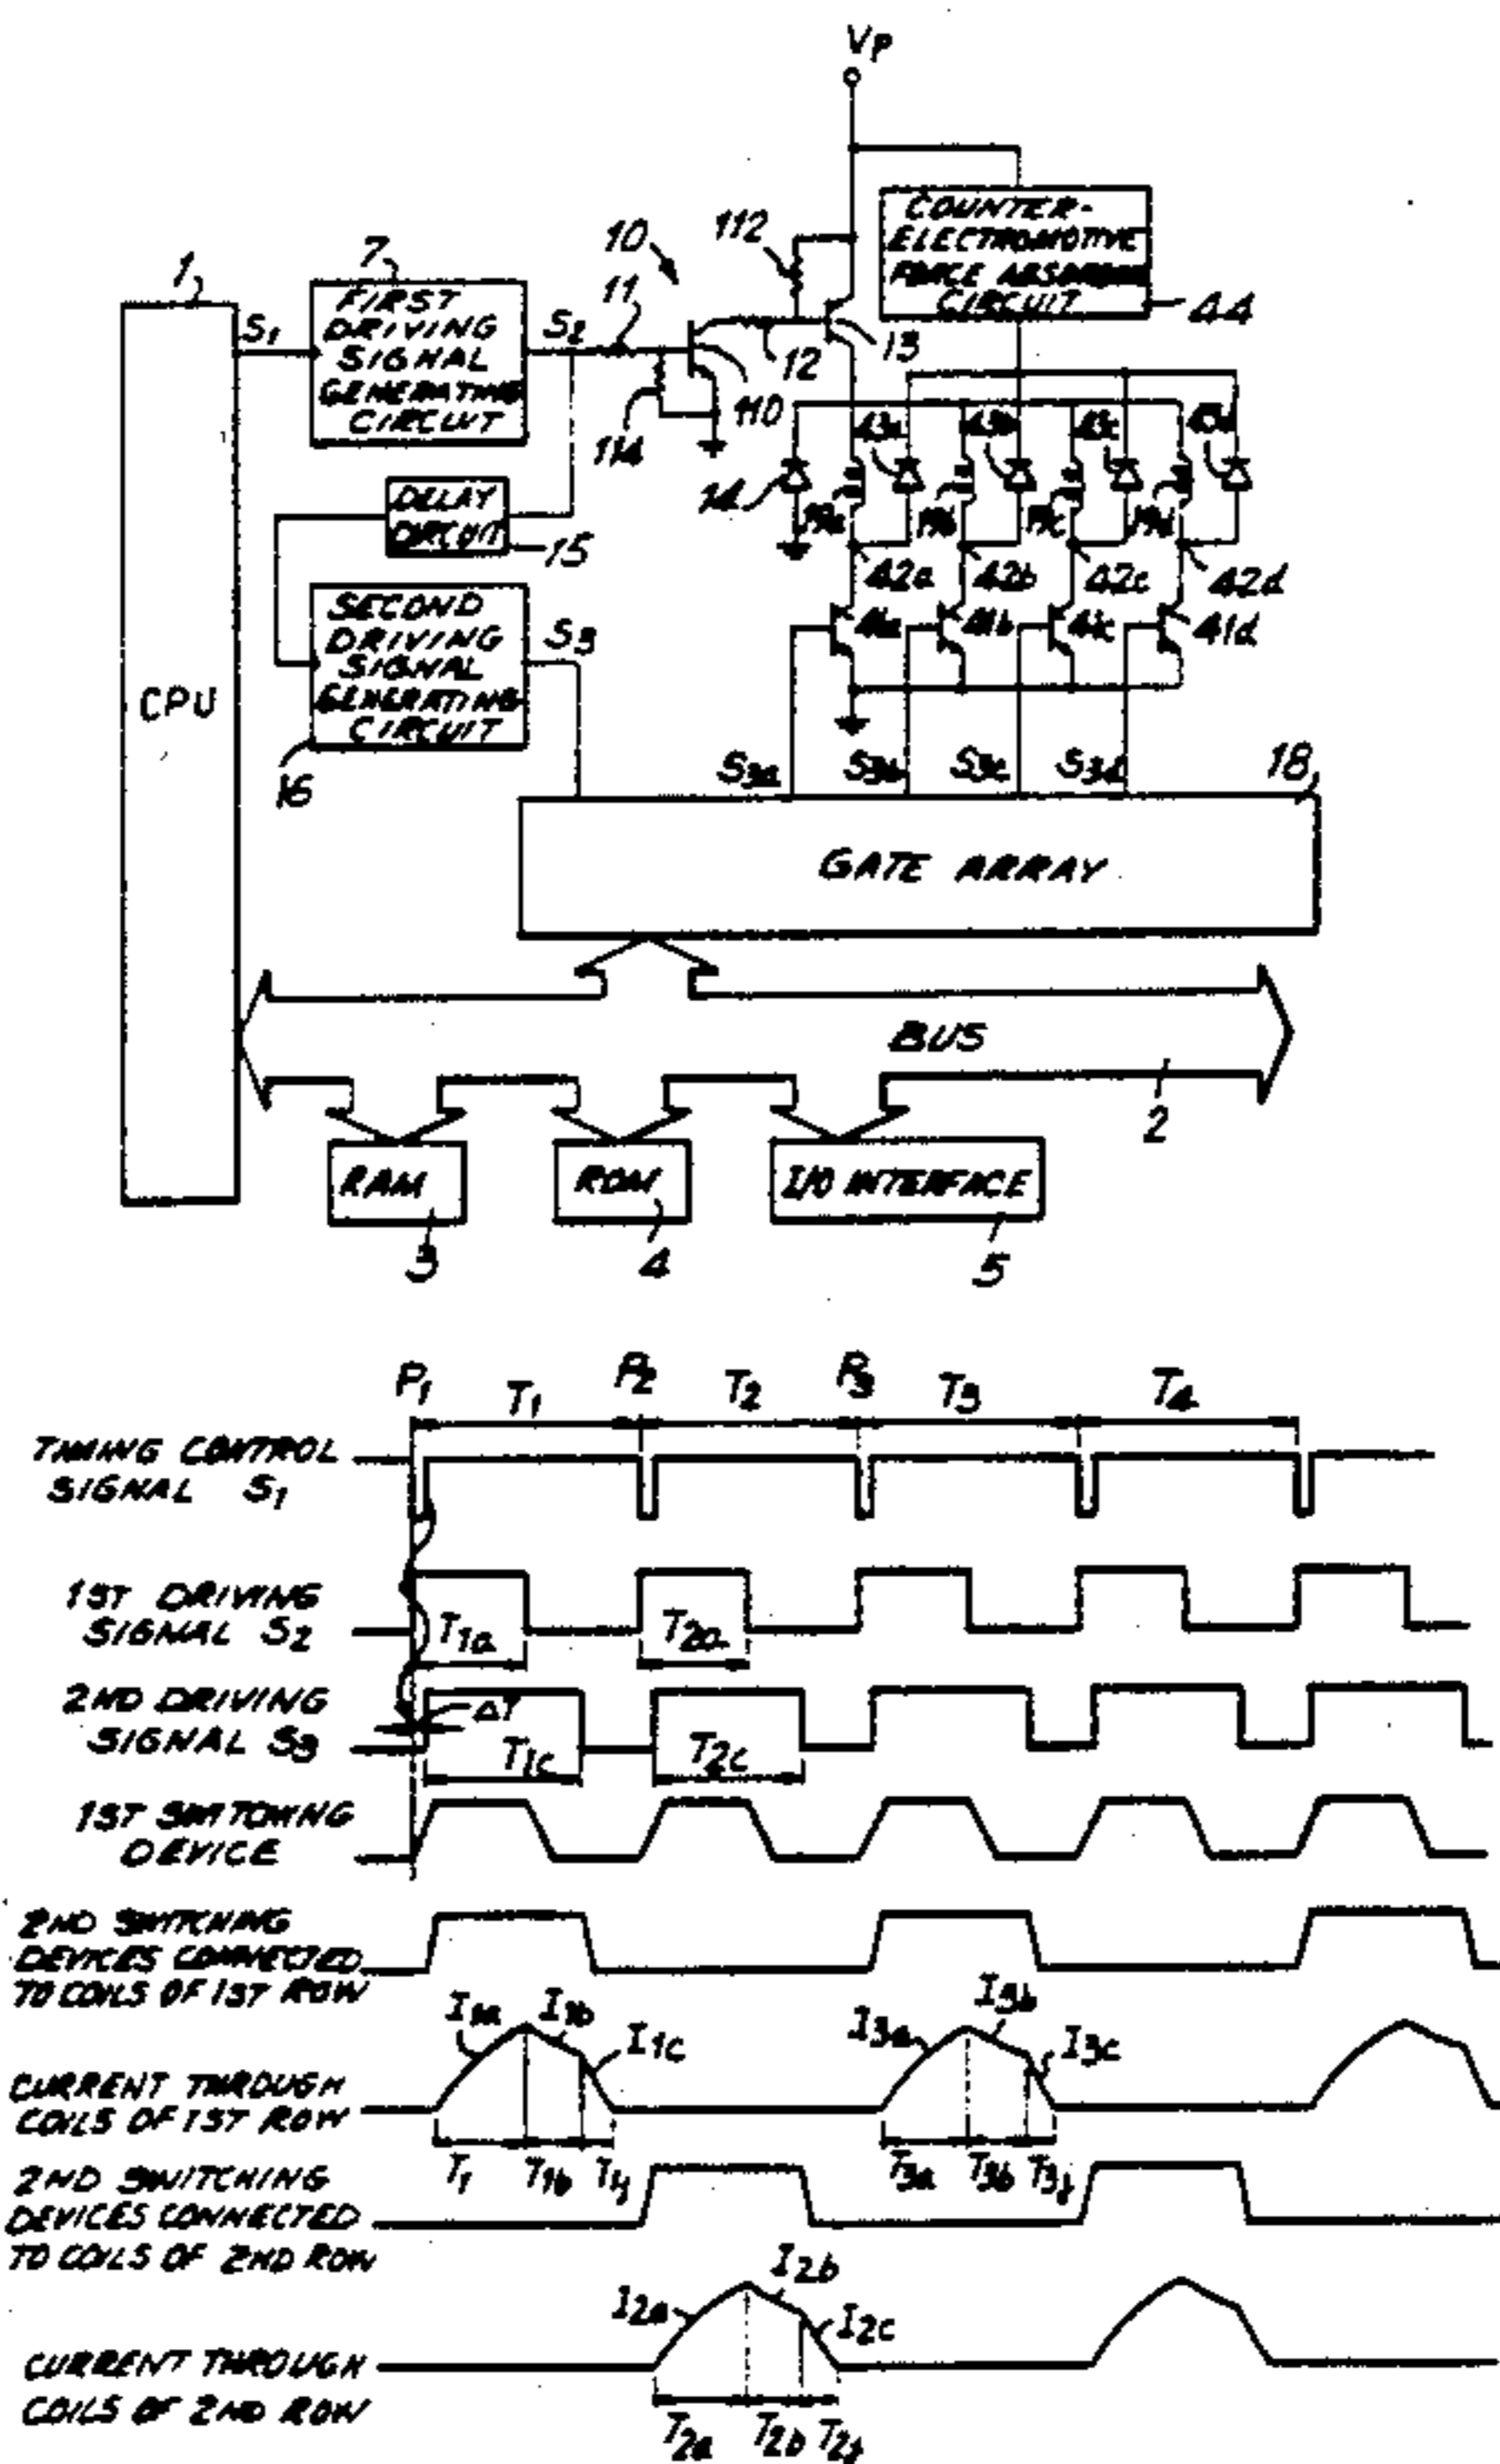 VP
COUNTER-
ELECTROMOTIVE
FORCE ABSORBING
CIRCUIT
44
112
10
7
1
FIRST
DRIVING
SIGNAL
GENERATING
CIRCUIT
S1
S2
11
12
13
110
114
14
43a
43b
43c
43d
19a
19b
19c
19d
DELAY
CIRCUIT
15
42a
42b
42c
42d
SECOND
DRIVING
SIGNAL
GENERATING
CIRCUIT
S3
41a
41b
41c
41d
CPU
16
S3a
S3b
S3c
S3d
18
GATE ARRAY
BUS
2
RAM
ROM
I/O INTERFACE
3
4
5
P1
T1
P2
T2
P3
T3
T4
TIMING CONTROL
SIGNAL S1
1ST DRIVING
SIGNAL S2
T1a
T2a
2ND DRIVING
SIGNAL S3
ΔT
T1c
T2c
1ST SWITCHING
DEVICE
2ND SWITCHING
DEVICES CONNECTED
TO COILS OF 1ST ROW
I1a
I1b
I1c
I3a
I3b
I3c
CURRENT THROUGH
COILS OF 1ST ROW
T1
T1b
T1f
T3a
T3b
T3f
2ND SWITCHING
DEVICES CONNECTED
TO COILS OF 2ND ROW
I2a
I2b
I2c
CURRENT THROUGH
COILS OF 2ND ROW
T2a
T2b
T2f